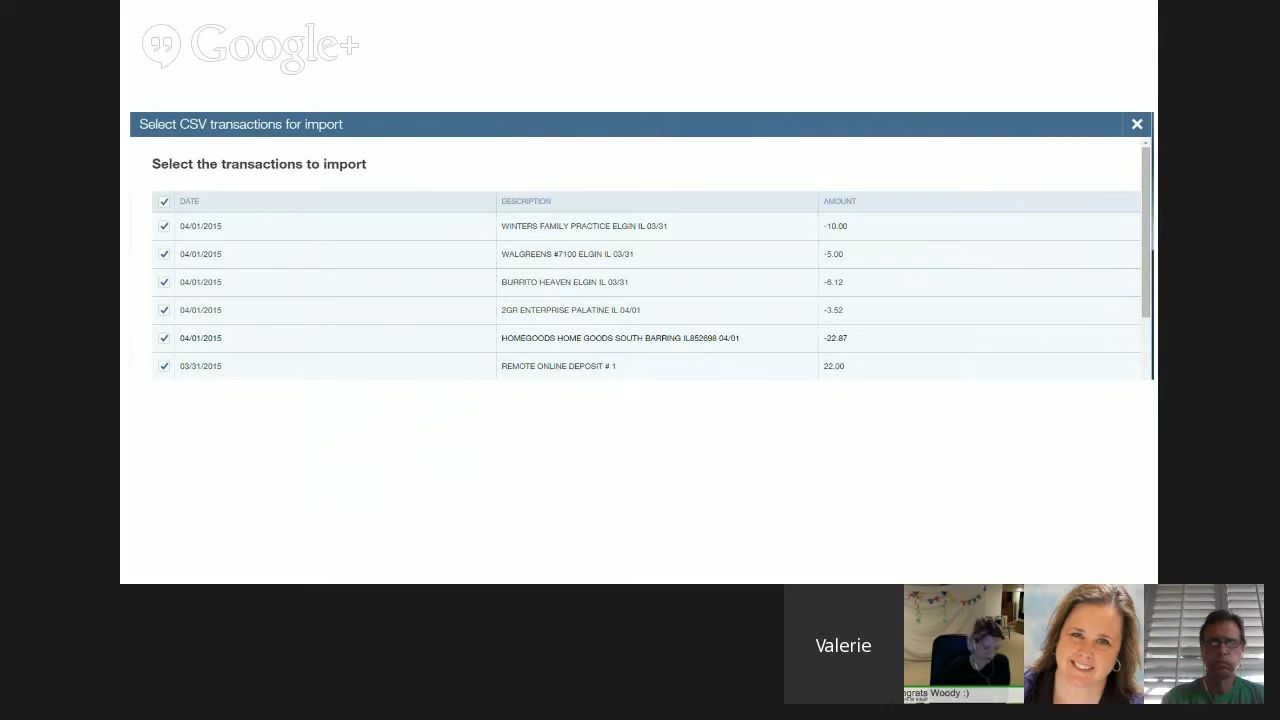 Google+
Select CSV transactions for import
Select the transactions to import
DATE DESCRIPTION AMOUNT
04/01/2015 WINTERS FAMILY PRACTICE ELGIN IL 03/31 -10.00
04/01/2015 WALGREENS #7100 ELGIN IL 03/31 -5.00
04/01/2015 BURRITO HEAVEN ELGIN IL 03/31 -6.12
04/01/2015 2GR ENTERPRISE PALATINE IL 04/01 -3.52
04/01/2015 HOMEGOODS HOME GOODS SOUTH BARRING IL852698 04/01 -22.87
03/31/2015 REMOTE ONLINE DEPOSIT # 1 22.00
Valerie
ngrats Woody :)